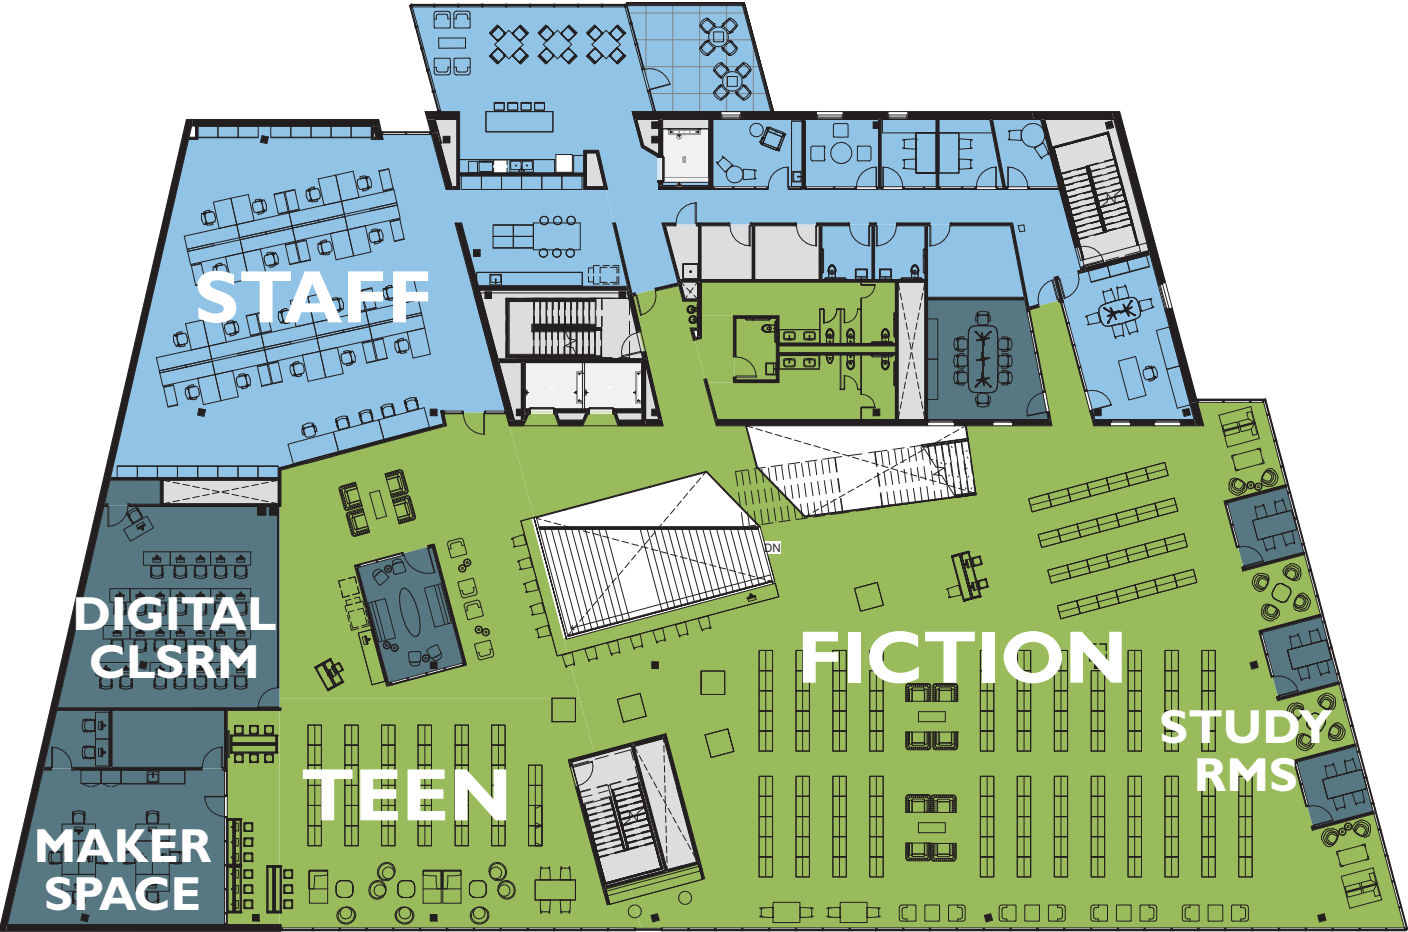 STAFF
DN
DIGITAL
CLSRM
FICTION
STUDY
RMS
TEEN
MAKER
SPACE